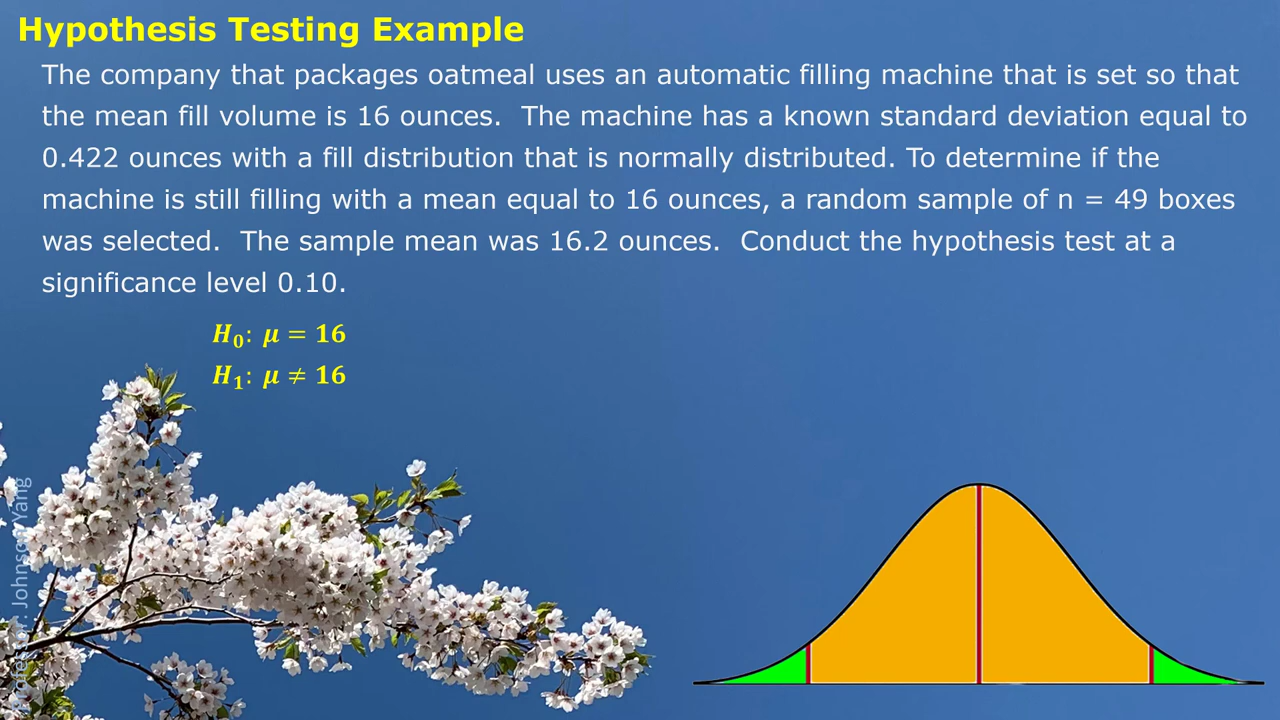 Hypothesis Testing Example
The company that packages oatmeal uses an automatic filling machine that is set so that
the mean fill volume is 16 ounces.  The machine has a known standard deviation equal to
0.422 ounces with a fill distribution that is normally distributed. To determine if the
machine is still filling with a mean equal to 16 ounces, a random sample of n = 49 boxes
was selected.  The sample mean was 16.2 ounces.  Conduct the hypothesis test at a
significance level 0.10.
H₀: μ = 16
H₁: μ ≠ 16
Professor: Johnson Yang